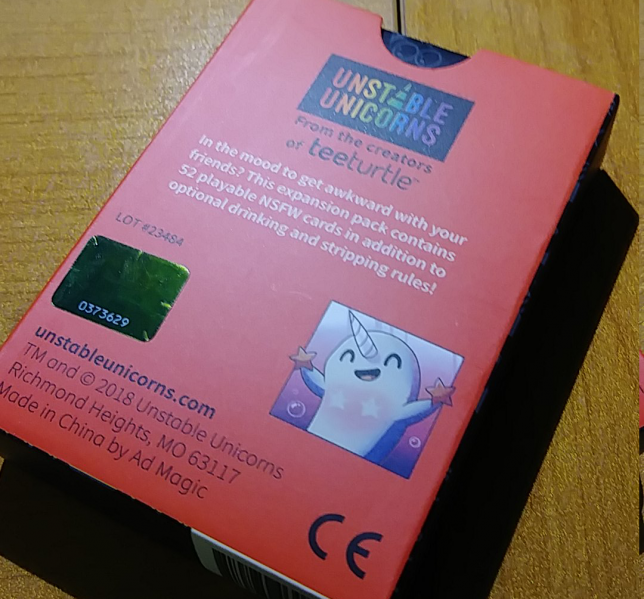 UNSTABLE
UNICORNS
From the creators
of teeturtle™
In the mood to get awkward with your
friends? This expansion pack contains
52 playable NSFW cards in addition to
optional drinking and stripping rules!
LOT #23484
0373629
unstableunicorns.com
TM and © 2018 Unstable Unicorns
Richmond Heights, MO 63117
Made in China by Ad Magic
CE